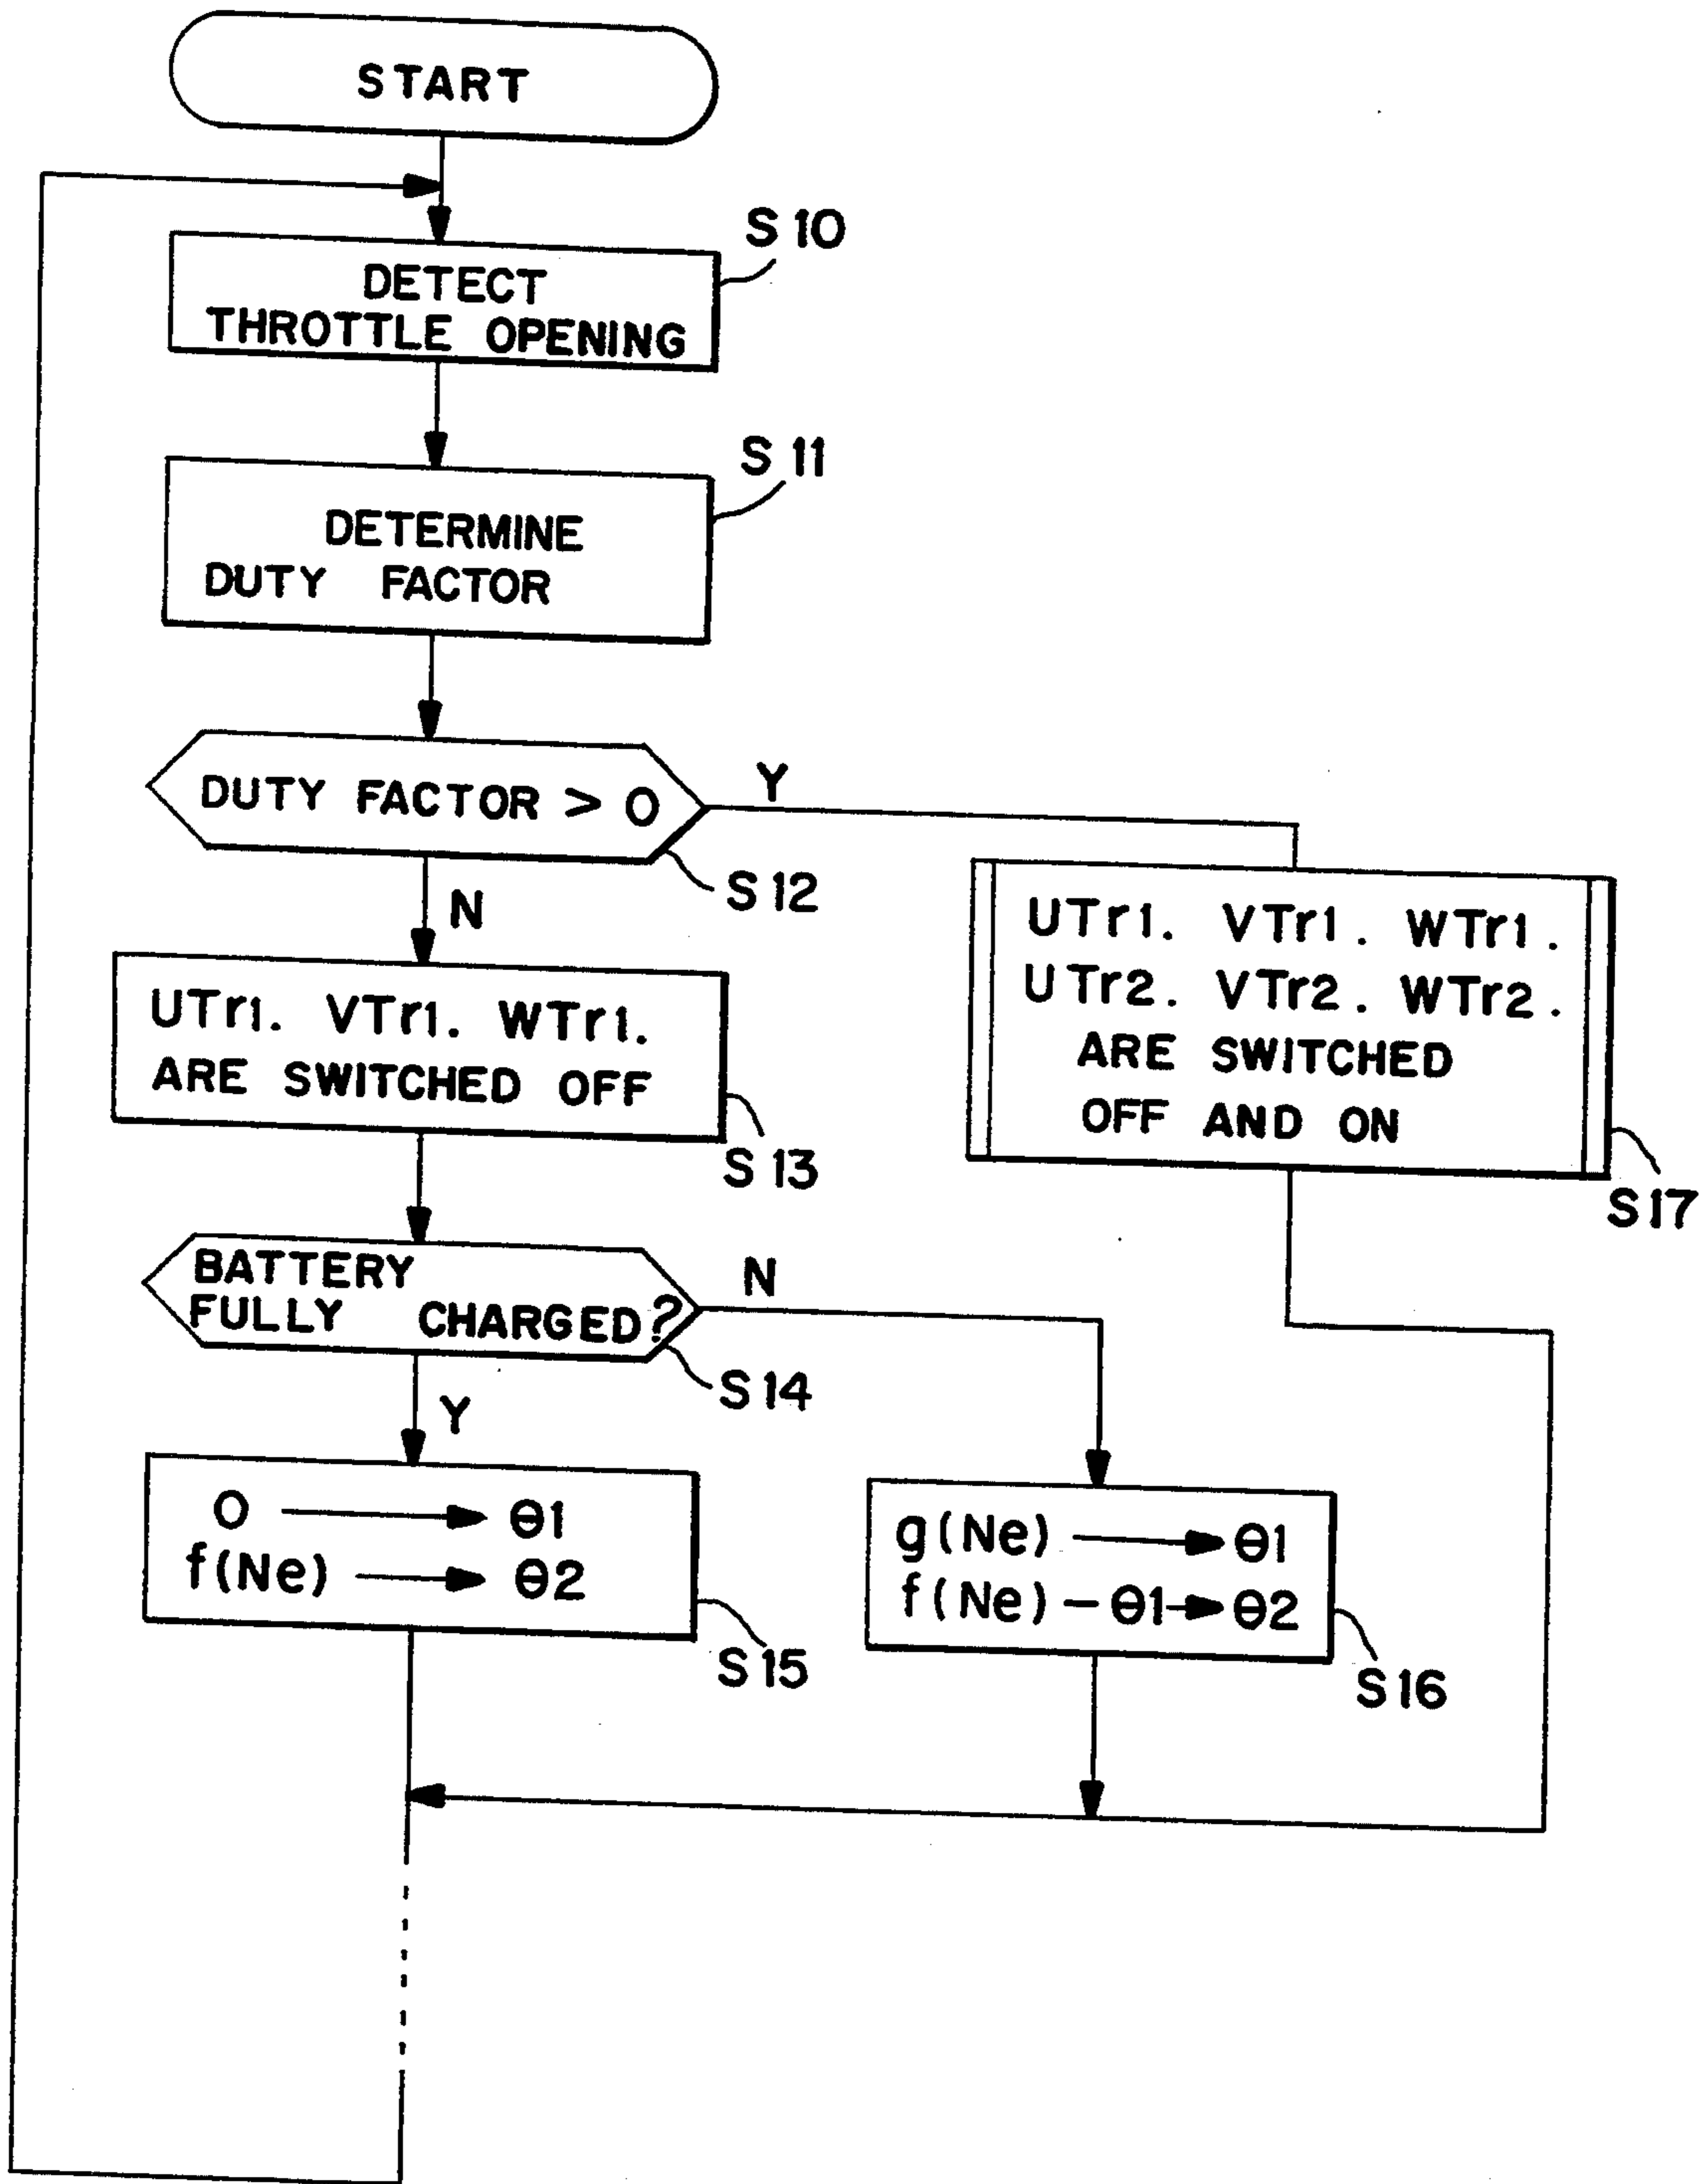 START
S10
DETECT
THROTTLE OPENING
S11
DETERMINE
DUTY FACTOR
DUTY FACTOR > 0
Y
S12
N
UTr1. VTr1. WTr1.
UTr2. VTr2. WTr2.
ARE SWITCHED
OFF AND ON
S17
UTr1. VTr1. WTr1.
ARE SWITCHED OFF
S13
BATTERY
FULLY CHARGED?
N
S14
Y
0 → θ1
f(Ne) → θ2
S15
g(Ne) → θ1
f(Ne) − θ1 → θ2
S16